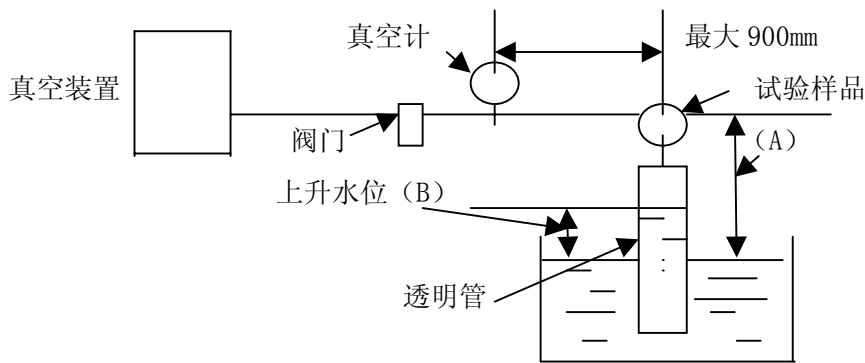 真空计
最大 900mm
真空装置
试验样品
阀门
（A）
上升水位（B）
透明管